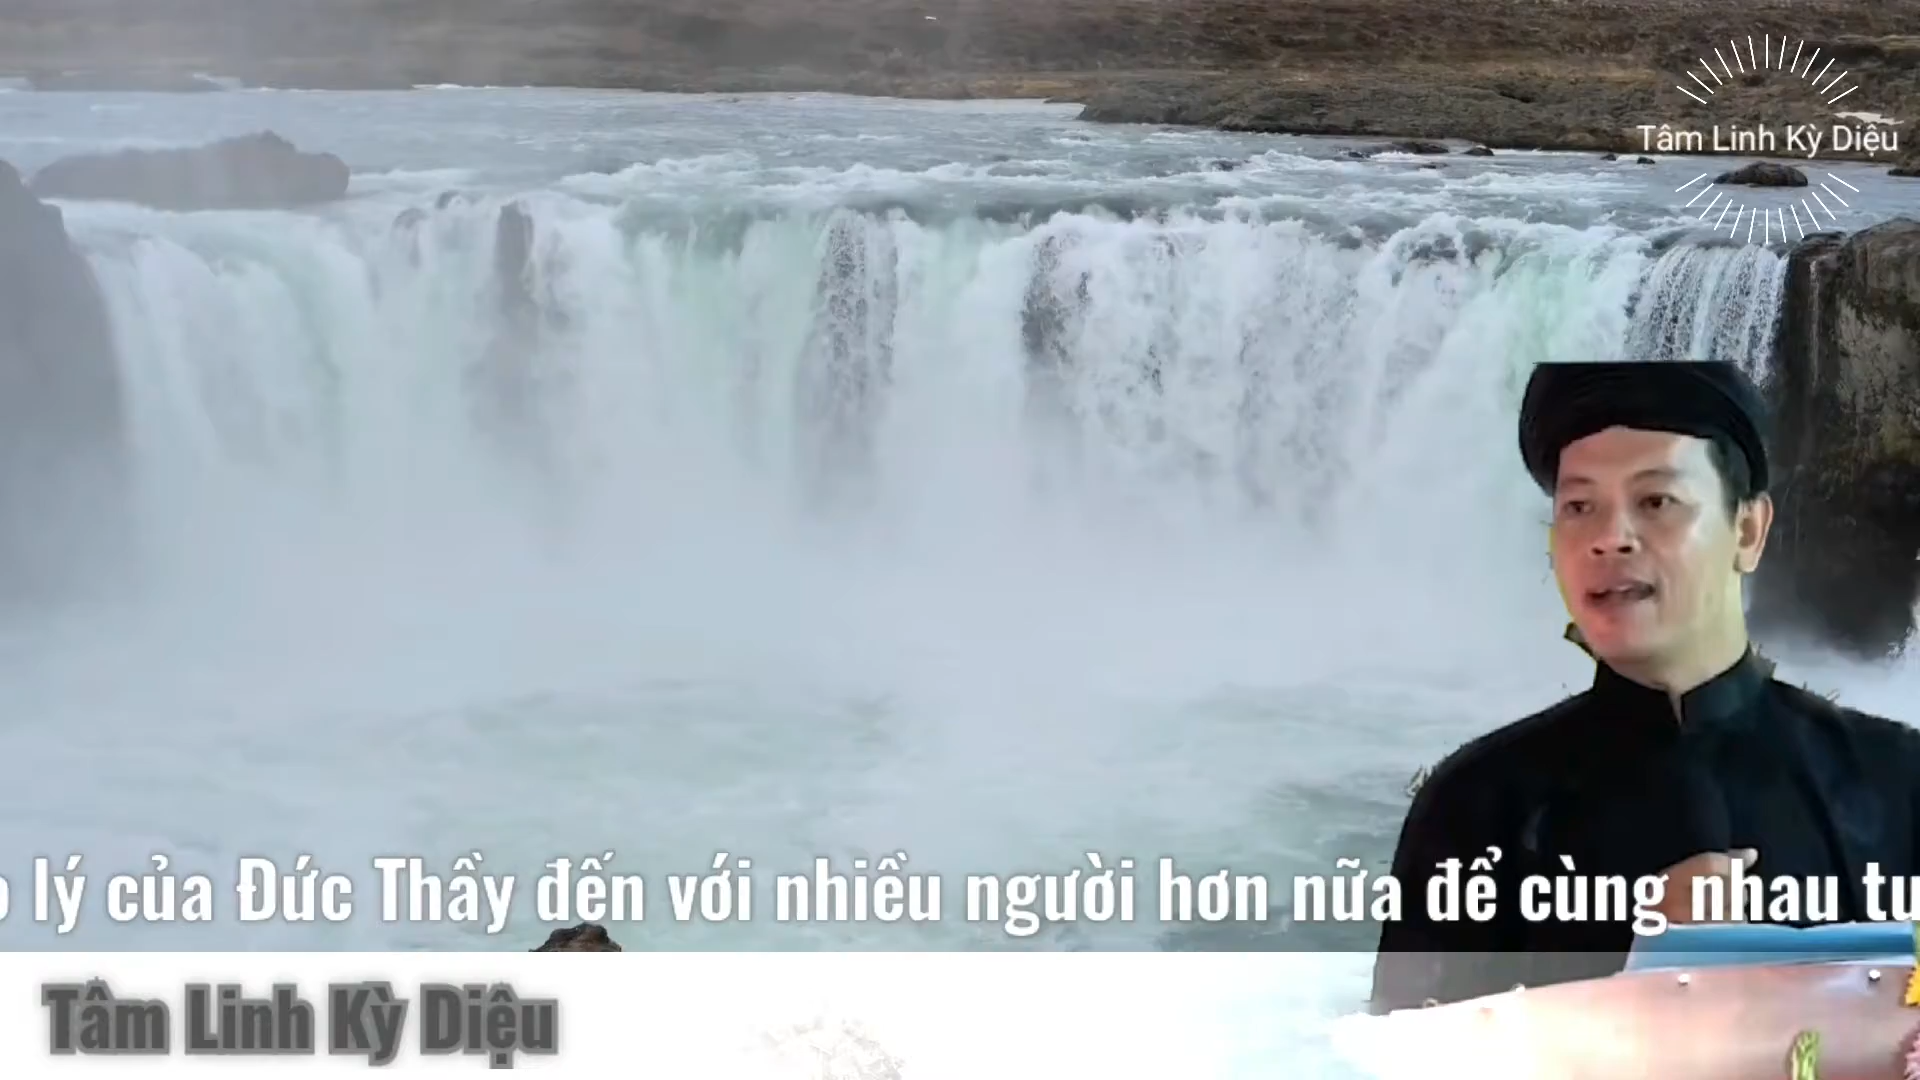 Tâm Linh Kỳ Diệu
lý của Đức Thầy đến với nhiều người hơn nữa để cùng nhau
Tâm Linh Kỳ Diệu